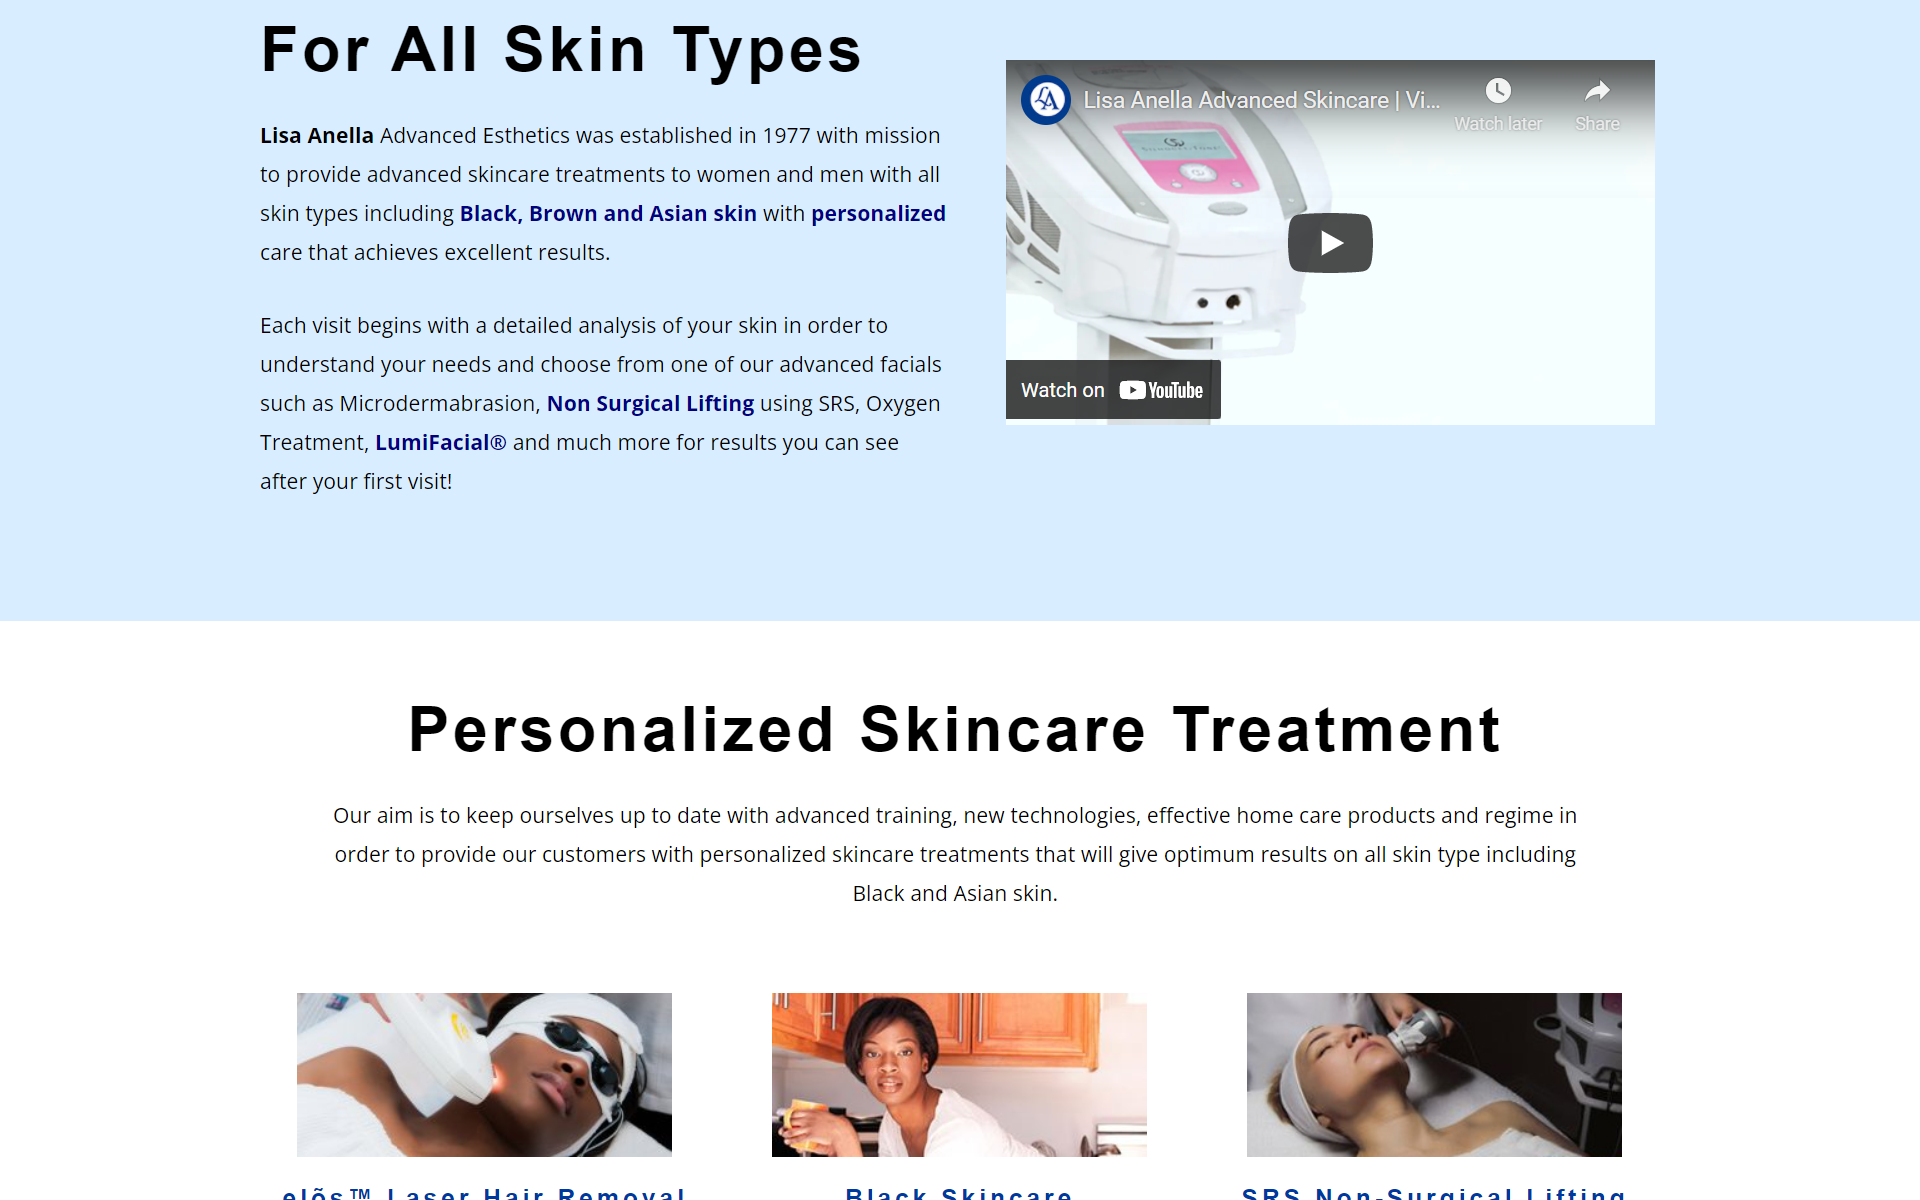 For All Skin Types
Lisa Anella Advanced Esthetics was established in 1977 with mission
to provide advanced skincare treatments to women and men with all
skin types including Black, Brown and Asian skin with personalized
care that achieves excellent results.
Each visit begins with a detailed analysis of your skin in order to
understand your needs and choose from one of our advanced facials
such as Microdermabrasion, Non Surgical Lifting using SRS, Oxygen
Treatment, LumiFacial® and much more for results you can see
after your first visit!
LA
Lisa Anella Advanced Skincare | Vi...
Watch later
Share
Watch on YouTube
Personalized Skincare Treatment
Our aim is to keep ourselves up to date with advanced training, new technologies, effective home care products and regime in
order to provide our customers with personalized skincare treatments that will give optimum results on all skin type including
Black and Asian skin.
elõs™ Laser Hair Removal
Black Skincare
SRS Non-Surgical Lifting